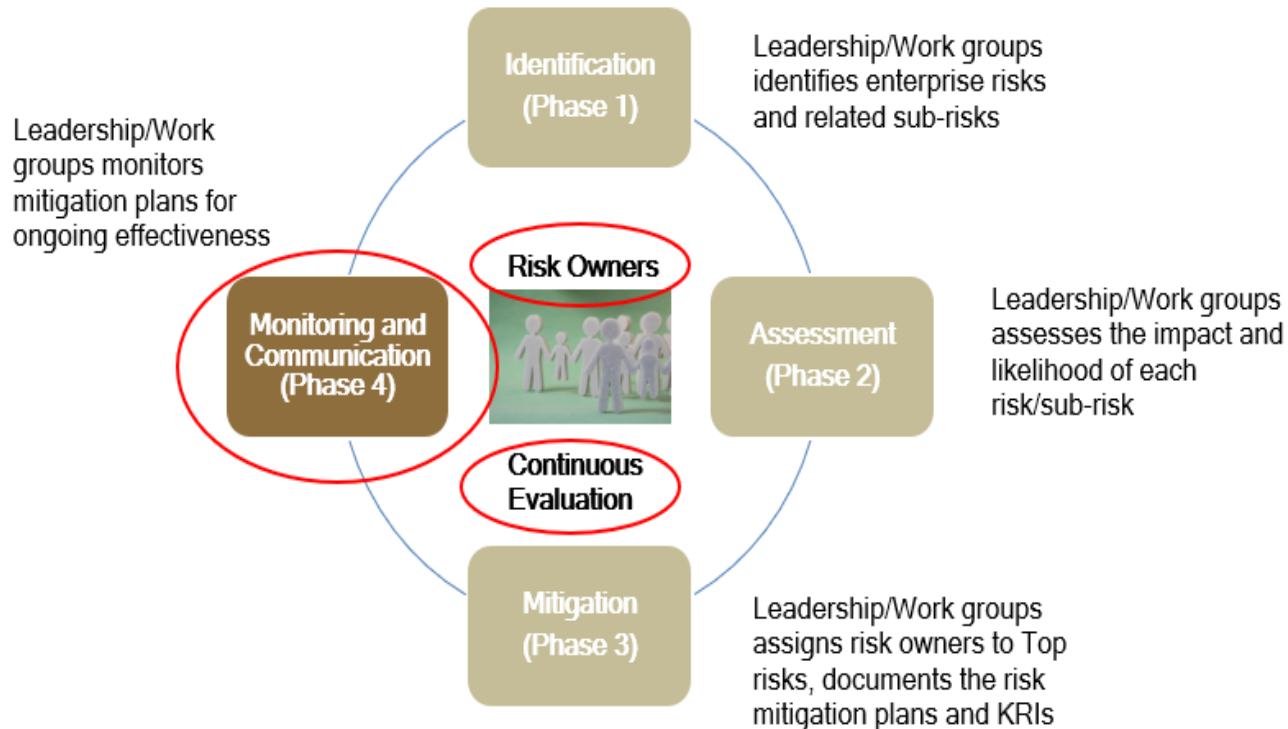 Identification
(Phase 1)
Leadership/Work groups
identifies enterprise risks
and related sub-risks
Leadership/Work
groups monitors
mitigation plans for
ongoing effectiveness
Risk Owners
Monitoring and
Communication
(Phase 4)
Assessment
(Phase 2)
Leadership/Work groups
assesses the impact and
likelihood of each
risk/sub-risk
Continuous
Evaluation
Mitigation
(Phase 3)
Leadership/Work groups
assigns risk owners to Top
risks, documents the risk
mitigation plans and KRIs